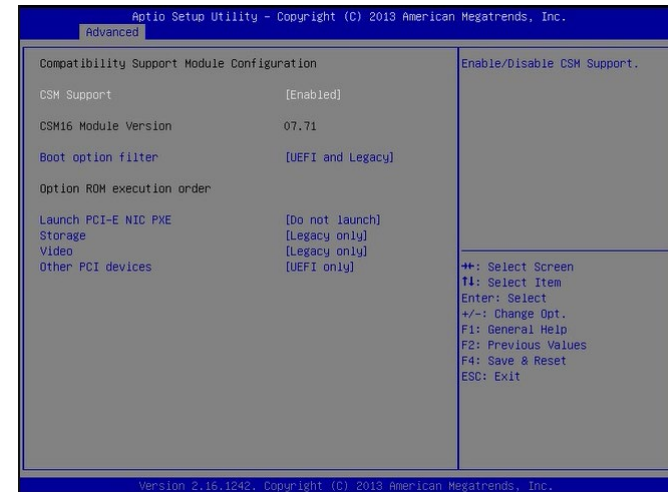 Aptio Setup Utility - Copyright (C) 2013 American Megatrends, Inc.
Advanced
Compatibility Support Module Configuration
CSM Support [Enabled]
CSM16 Module Version 07.71
Boot option filter [UEFI and Legacy]
Option ROM execution order
Launch PCI-E NIC PXE [Do not launch]
Storage [Legacy only]
Video [Legacy only]
Other PCI devices [UEFI only]
Enable/Disable CSM Support.
→←: Select Screen
↑↓: Select Item
Enter: Select
+/-: Change Opt.
F1: General Help
F2: Previous Values
F4: Save & Reset
ESC: Exit
Version 2.16.1242. Copyright (C) 2013 American Megatrends, Inc.